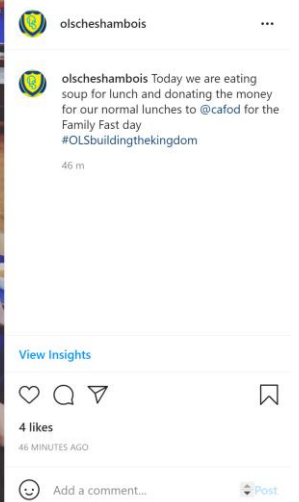 olscheshambois
olscheshambois Today we are eating
soup for lunch and donating the money
for our normal lunches to @cafod for the
Family Fast day
#OLSbuildingthekingdom
46 m
View Insights
4 likes
46 MINUTES AGO
Add a comment...
Post